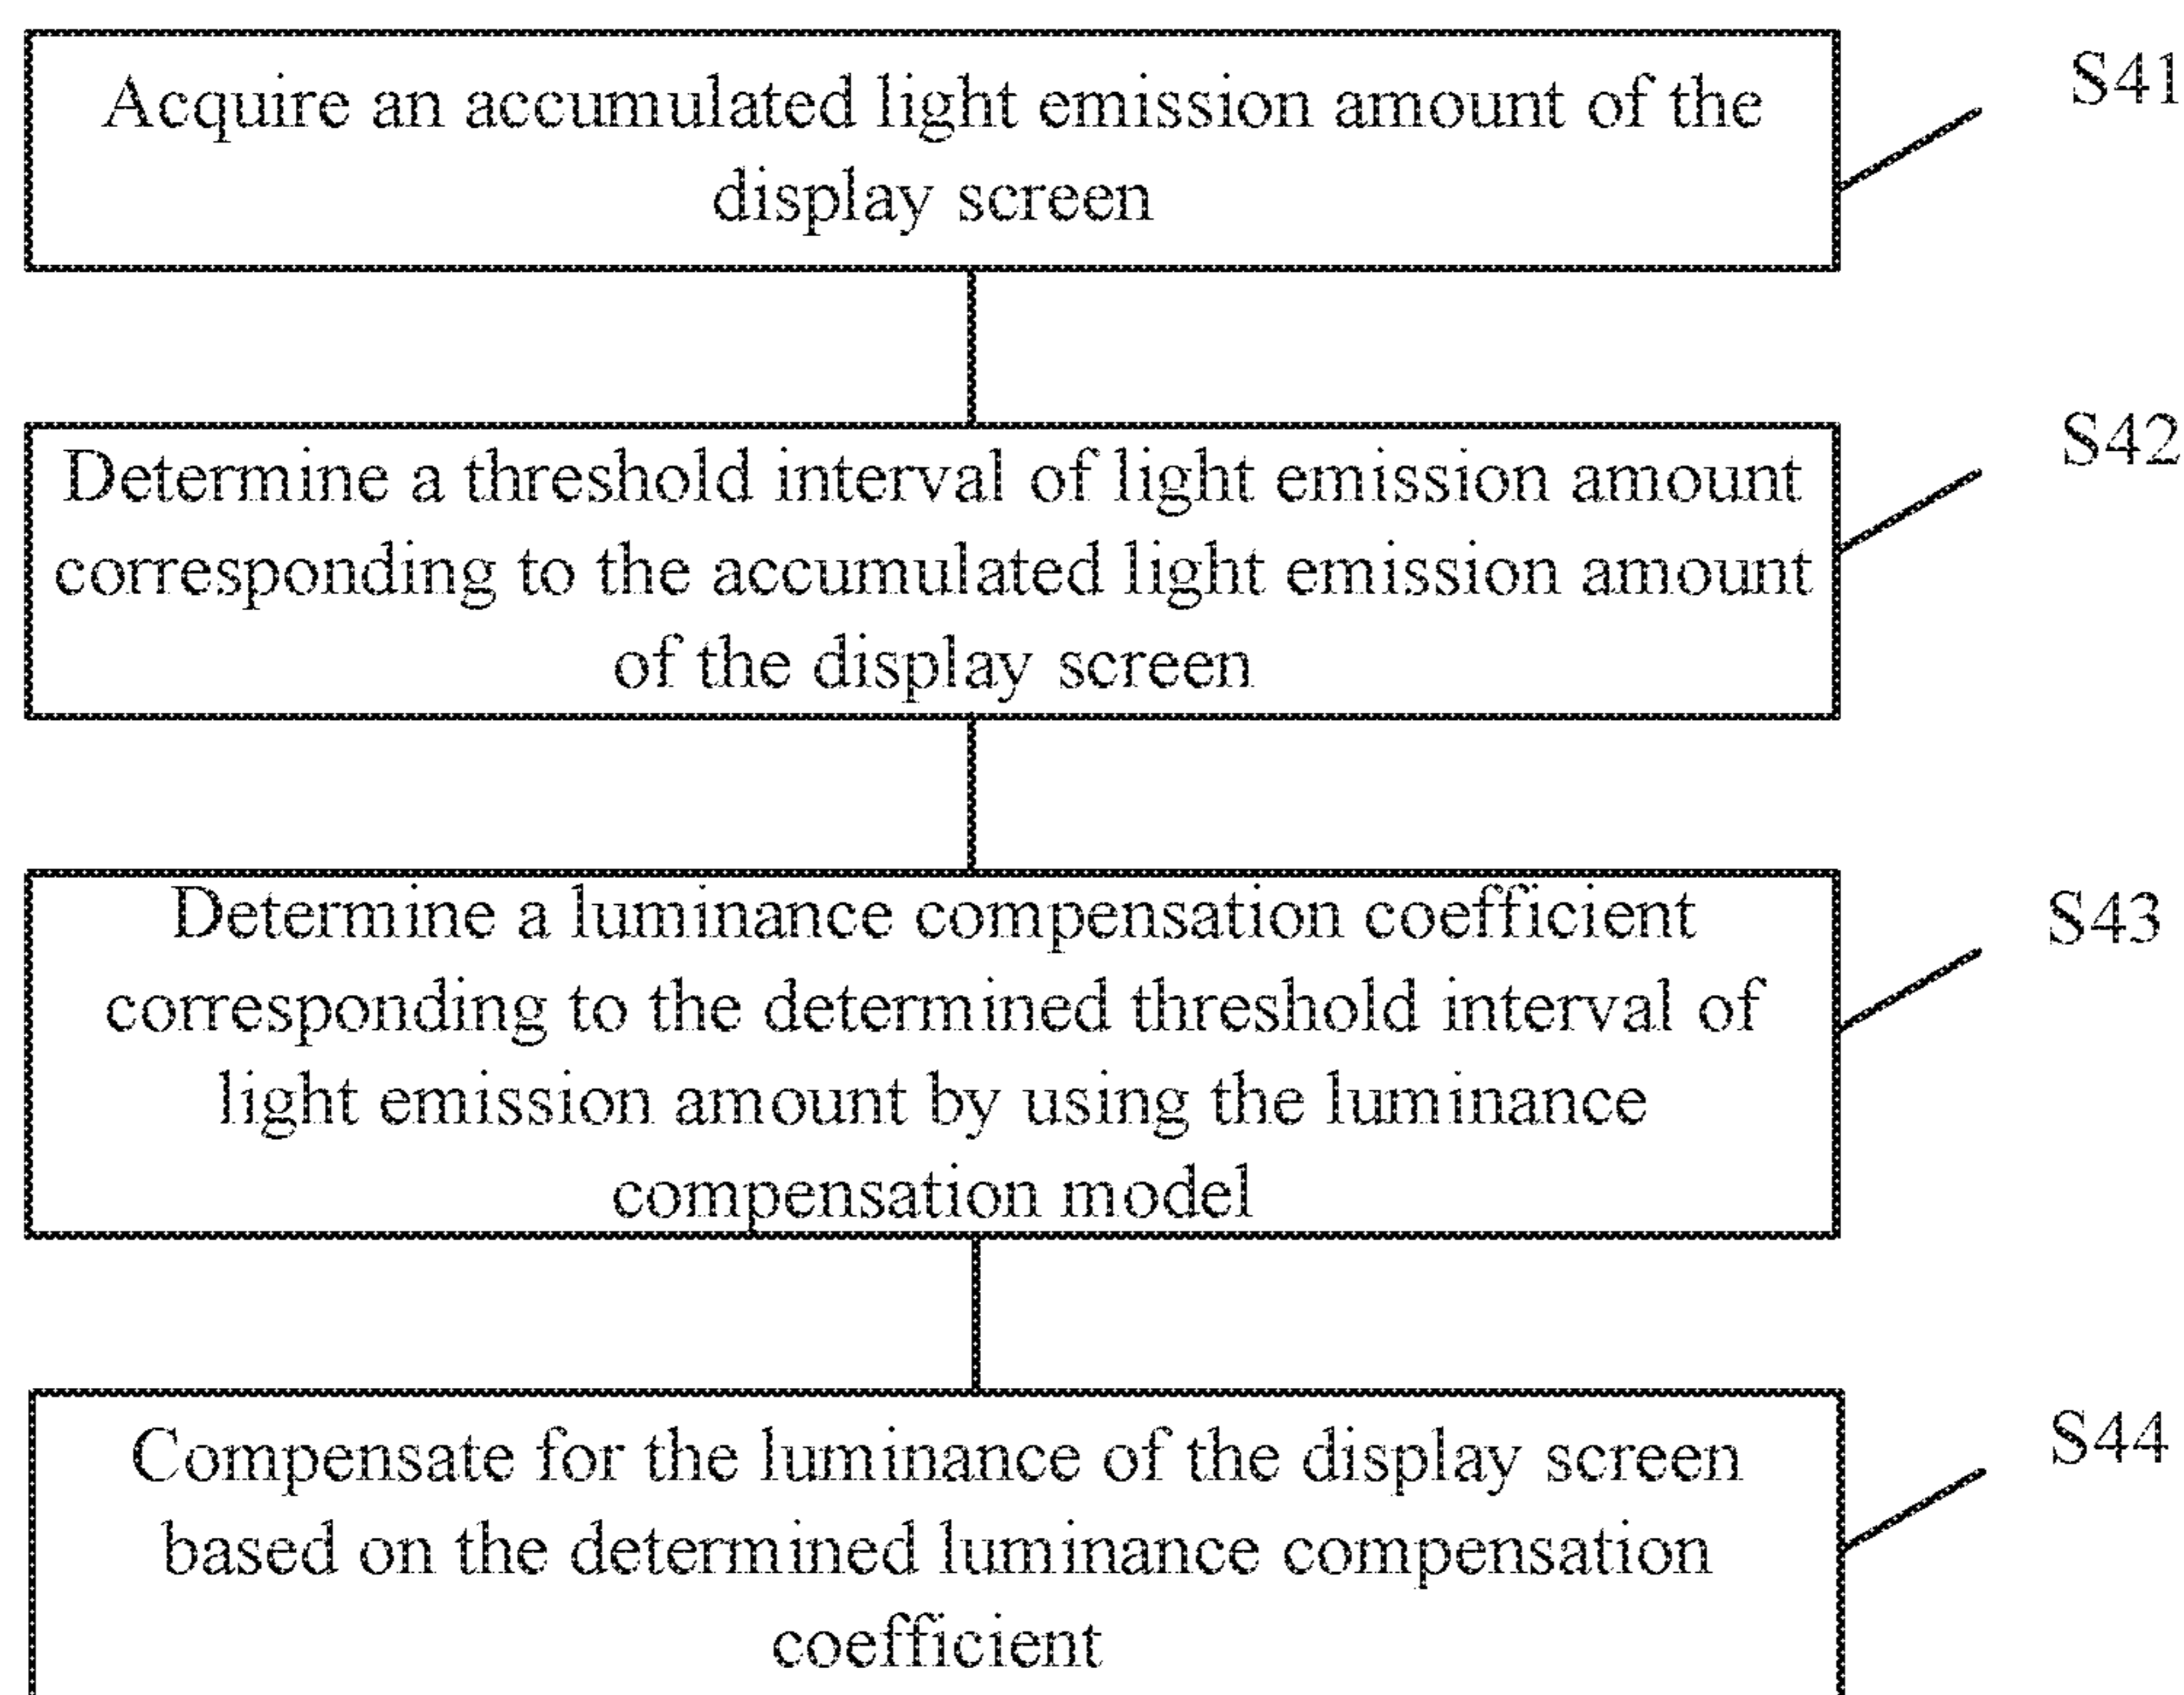 Acquire an accumulated light emission amount of the
display screen
S41
Determine a threshold interval of light emission amount
corresponding to the accumulated light emission amount
of the display screen
S42
Determine a luminance compensation coefficient
corresponding to the determined threshold interval of
light emission amount by using the luminance
compensation model
S43
Compensate for the luminance of the display screen
based on the determined luminance compensation
coefficient
S44